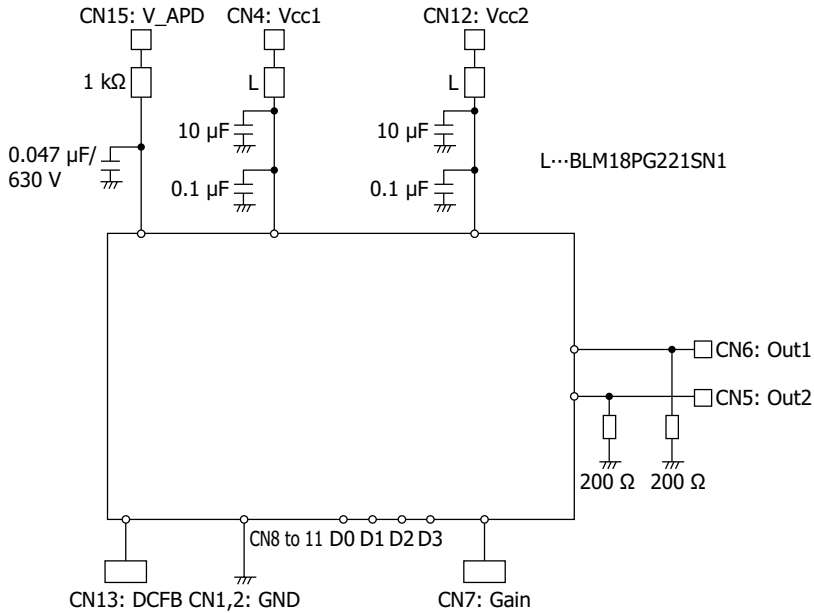 CN15: V_APD CN4: Vcc1 CN12: Vcc2
1 kΩ L L
10 µF 10 µF
0.047 µF/
630 V
L···BLM18PG221SN1
0.1 µF 0.1 µF
CN6: Out1
CN5: Out2
200 Ω 200 Ω
CN8 to 11 D0 D1 D2 D3
CN13: DCFB CN1,2: GND CN7: Gain